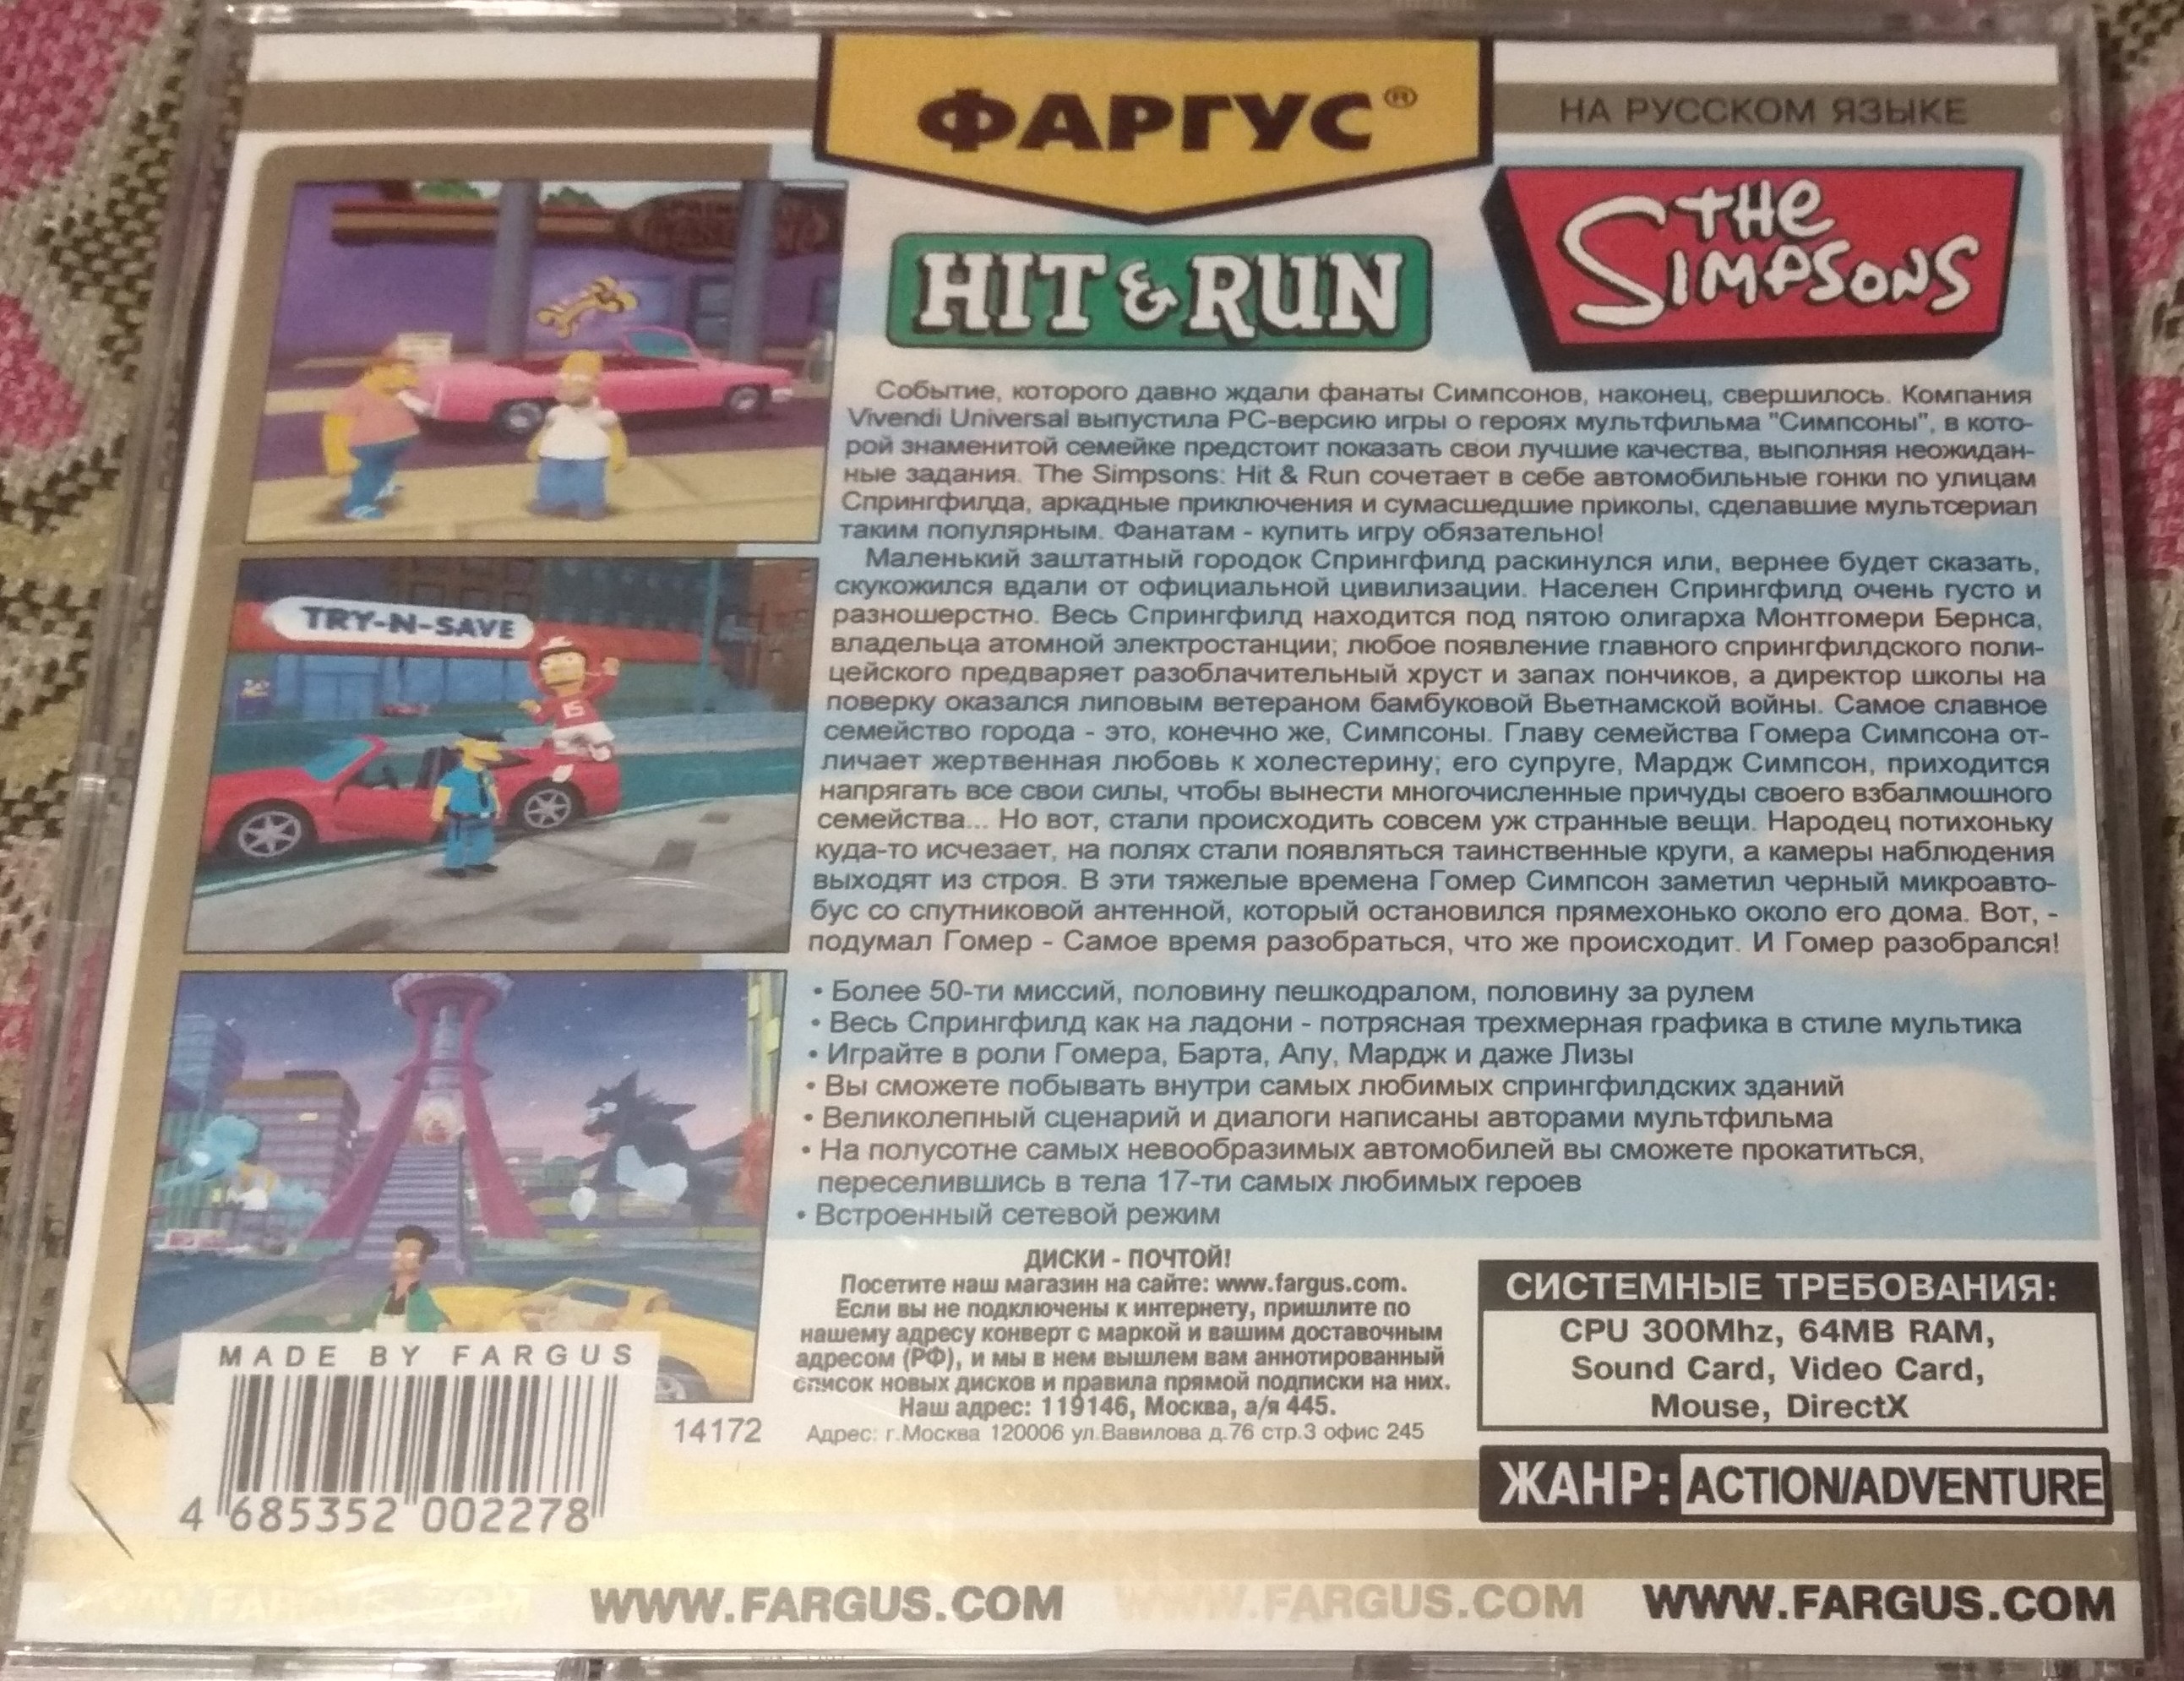 ФАРГУС®
НА РУССКОМ ЯЗЫКЕ
HIT & RUN
THE
SIMPSONS
Событие, которого давно ждали фанаты Симпсонов, наконец, свершилось. Компания
Vivendi Universal выпустила PC-версию игры о героях мультфильма "Симпсоны", в кото-
рой знаменитой семейке предстоит показать свои лучшие качества, выполняя неожидан-
ные задания. The Simpsons: Hit & Run сочетает в себе автомобильные гонки по улицам
Спрингфилда, аркадные приключения и сумасшедшие приколы, сделавшие мультсериал
таким популярным. Фанатам - купить игру обязательно!
Маленький заштатный городок Спрингфилд раскинулся или, вернее будет сказать,
скукожился вдали от официальной цивилизации. Населен Спрингфилд очень густо и
разношерстно. Весь Спрингфилд находится под пятою олигарха Монтгомери Бернса,
владельца атомной электростанции; любое появление главного спрингфилдского поли-
цейского предваряет разоблачительный хруст и запах пончиков, а директор школы на
поверку оказался липовым ветераном бамбуковой Вьетнамской войны. Самое славное
семейство города - это, конечно же, Симпсоны. Главу семейства Гомера Симпсона от-
личает жертвенная любовь к холестерину; его супруге, Мардж Симпсон, приходится
напрягать все свои силы, чтобы вынести многочисленные причуды своего взбалмошного
семейства... Но вот, стали происходить совсем уж странные вещи. Народец потихоньку
куда-то исчезает, на полях стали появляться таинственные круги, а камеры наблюдения
выходят из строя. В эти тяжелые времена Гомер Симпсон заметил черный микроавто-
бус со спутниковой антенной, который остановился прямехонько около его дома. Вот, -
подумал Гомер - Самое время разобраться, что же происходит. И Гомер разобрался!
• Более 50-ти миссий, половину пешкодралом, половину за рулем
• Весь Спрингфилд как на ладони - потрясная трехмерная графика в стиле мультика
• Играйте в роли Гомера, Барта, Апу, Мардж и даже Лизы
• Вы сможете побывать внутри самых любимых спрингфилдских зданий
• Великолепный сценарий и диалоги написаны авторами мультфильма
• На полусотне самых невообразимых автомобилей вы сможете прокатиться,
переселившись в тела 17-ти самых любимых героев
• Встроенный сетевой режим
TRY-N-SAVE
15
ДИСКИ - ПОЧТОЙ!
Посетите наш магазин на сайте: www.fargus.com.
Если вы не подключены к интернету, пришлите по
нашему адресу конверт с маркой и вашим доставочным
адресом (РФ), и мы в нем вышлем вам аннотированный
список новых дисков и правила прямой подписки на них.
Наш адрес: 119146, Москва, а/я 445.
Адрес: г.Москва 120006 ул.Вавилова д.76 стр.3 офис 245
СИСТЕМНЫЕ ТРЕБОВАНИЯ:
CPU 300Mhz, 64MB RAM,
Sound Card, Video Card,
Mouse, DirectX
ЖАНР: ACTION/ADVENTURE
MADE BY FARGUS
4 685352 002278
14172
WWW.FARGUS.COM WWW.FARGUS.COM WWW.FARGUS.COM WWW.FARGUS.COM